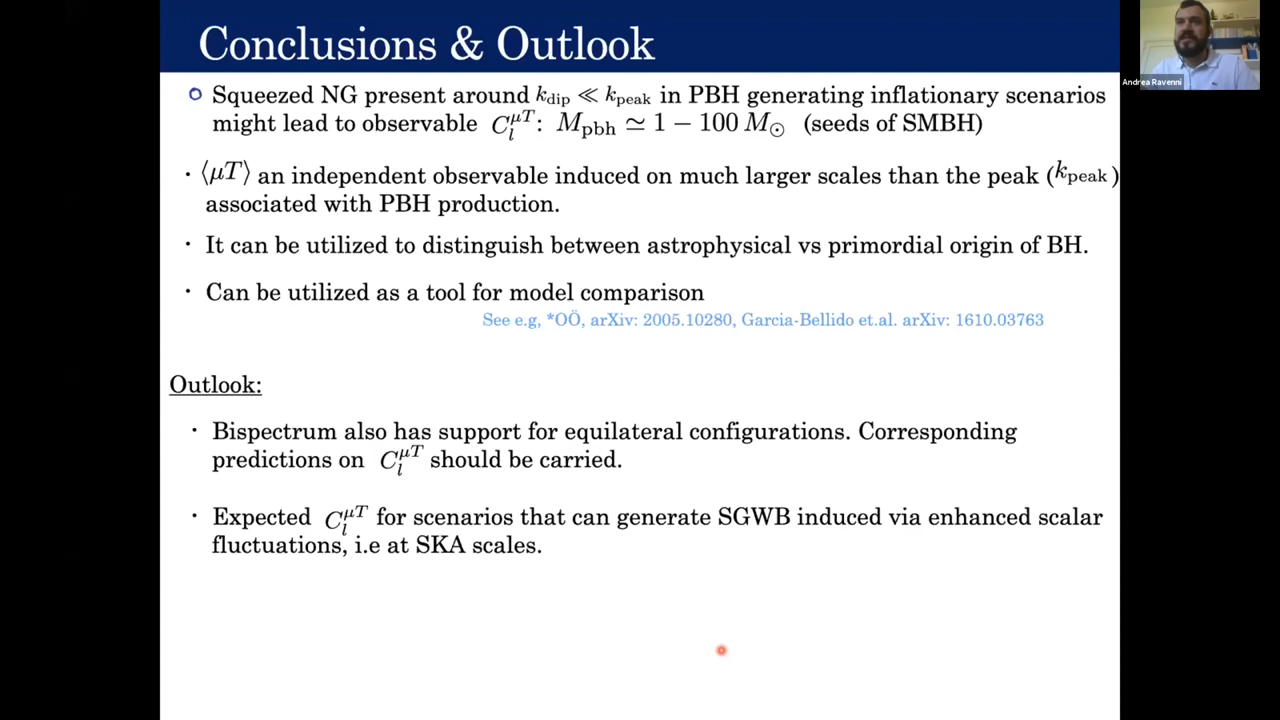 Conclusions & Outlook
Andrea Ravenni
Squeezed NG present around k_dip ≪ k_peak in PBH generating inflationary scenarios
might lead to observable C_l^{μT}: M_pbh ≃ 1 − 100 M_⊙ (seeds of SMBH)
· ⟨μT⟩ an independent observable induced on much larger scales than the peak (k_peak)
associated with PBH production.
· It can be utilized to distinguish between astrophysical vs primordial origin of BH.
· Can be utilized as a tool for model comparison
See e.g, *OÖ, arXiv: 2005.10280, Garcia-Bellido et.al. arXiv: 1610.03763
Outlook:
· Bispectrum also has support for equilateral configurations. Corresponding
predictions on C_l^{μT} should be carried.
· Expected C_l^{μT} for scenarios that can generate SGWB induced via enhanced scalar
fluctuations, i.e at SKA scales.